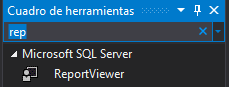 Cuadro de herramientas
rep
Microsoft SQL Server
ReportViewer